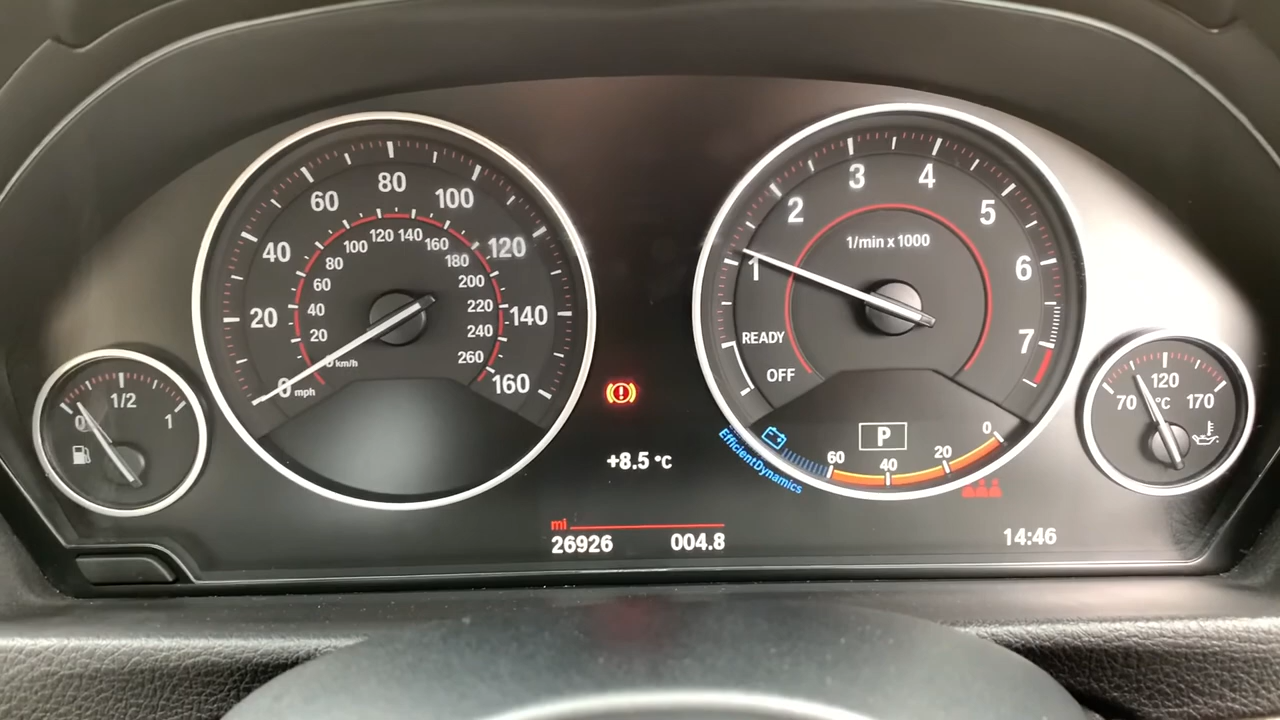 0 1/2 1
0 20 40 60 80 100 120 140 160
mph
0 20 40 60 80 100 120 140 160 180 200 220 240 260
km/h
+8.5 °C
mi
26926 004.8
1/min x 1000
1 2 3 4 5 6 7
READY
OFF
P
60 40 20 0
EfficientDynamics
14:46
70 120 170
°C